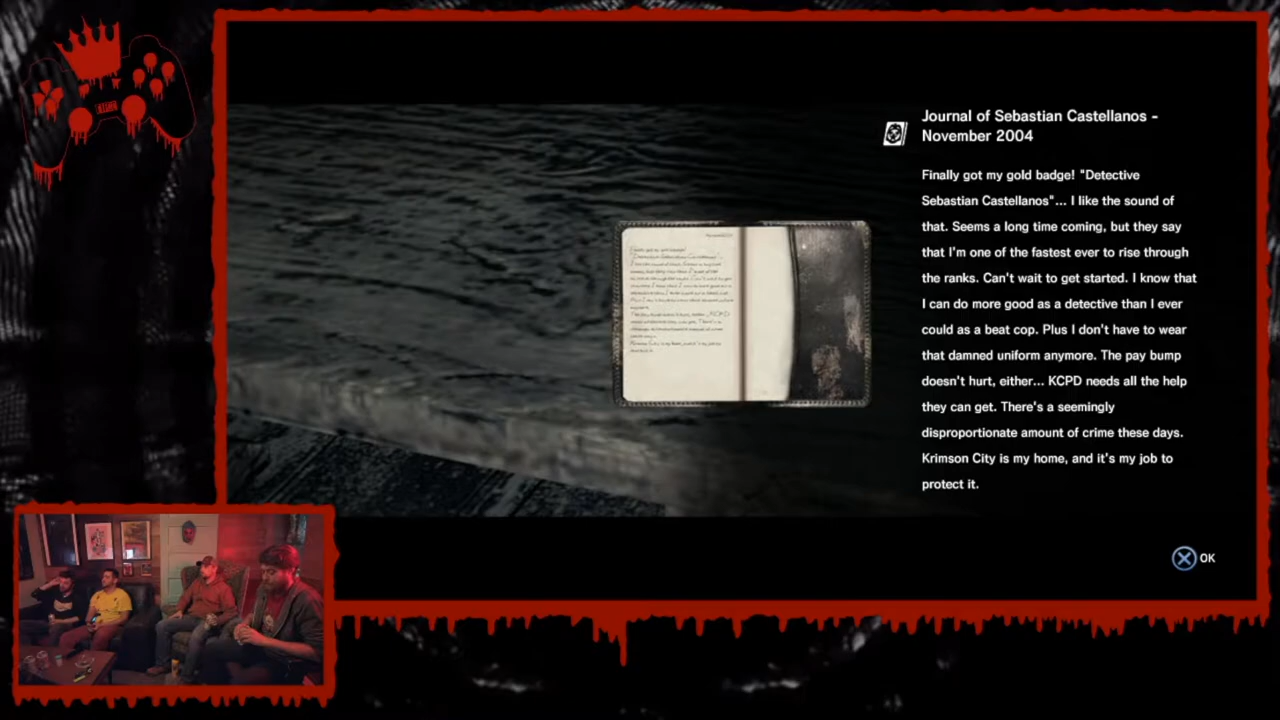 Journal of Sebastian Castellanos -
November 2004
Finally got my gold badge! "Detective
Sebastian Castellanos"... I like the sound of
that. Seems a long time coming, but they say
that I'm one of the fastest ever to rise through
the ranks. Can't wait to get started. I know that
I can do more good as a detective than I ever
could as a beat cop. Plus I don't have to wear
that damned uniform anymore. The pay bump
doesn't hurt, either... KCPD needs all the help
they can get. There's a seemingly
disproportionate amount of crime these days.
Krimson City is my home, and it's my job to
protect it.
OK